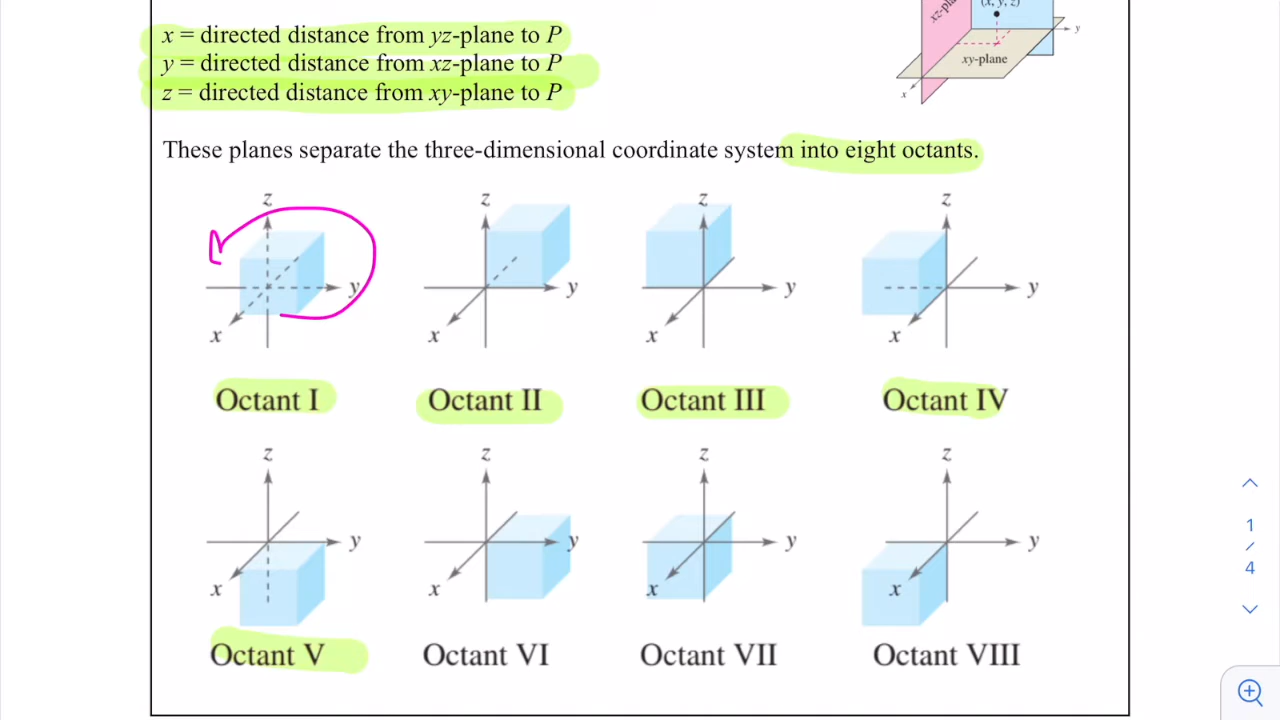 x = directed distance from yz-plane to P
y = directed distance from xz-plane to P
z = directed distance from xy-plane to P
(x, y, z)
y
xy-plane
x
These planes separate the three-dimensional coordinate system into eight octants.
z z z z
y y y y
x x x x
Octant I Octant II Octant III Octant IV
z z z z
y y y y
x x x x
Octant V Octant VI Octant VII Octant VIII
1
/
4